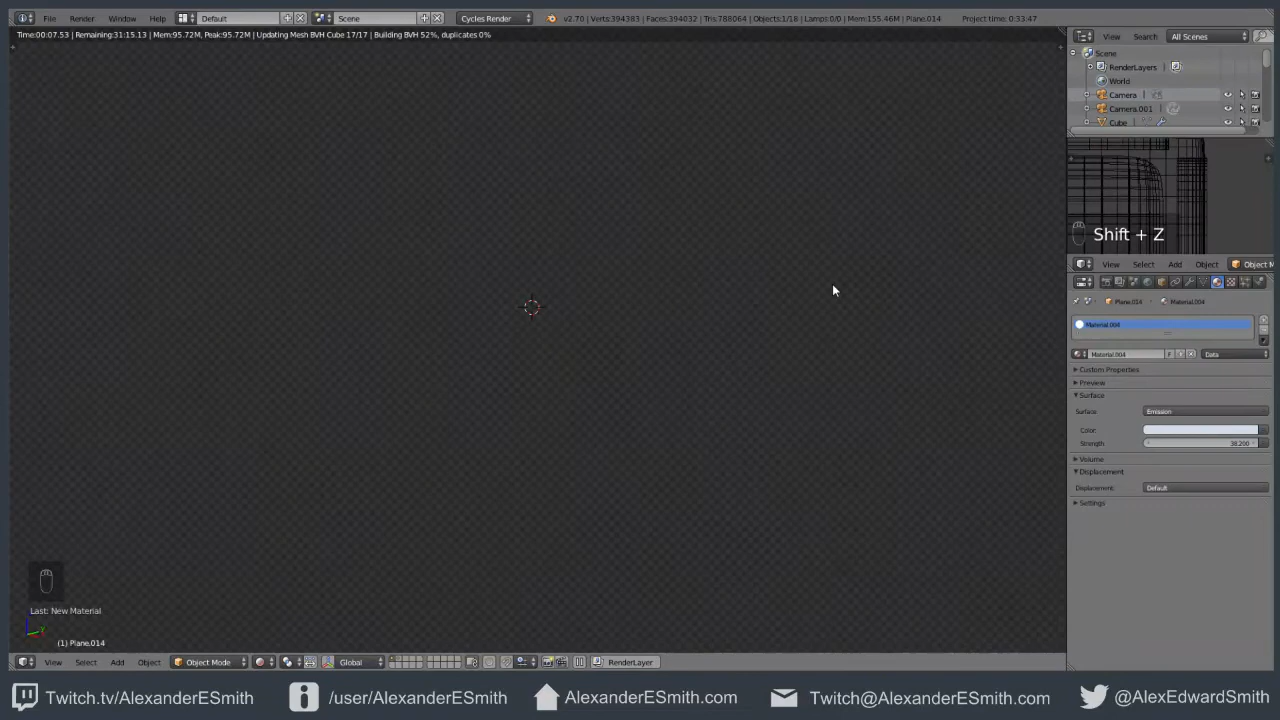 File Render Window Help Default Scene Cycles Render v2.70 | Verts:394383 | Faces:394032 | Tris:788064 | Objects:1/18 | Lamps:0/0 | Mem:155.46M | Plane.014 Project time: 0:33:47
Time:00:07.53 | Remaining:31:15.13 | Mem:95.72M, Peak:95.72M | Updating Mesh BVH Cube 17/17 | Building BVH 52%, duplicates 0%
View Search All Scenes
Scene
RenderLayers |
World
Camera |
Camera.001 |
Cube |
Shift + Z
View Select Add Object Object M
Plane.014 Material.004
Material.004
Material.004 F Data
Custom Properties
Preview
Surface
Surface: Emission
Color:
Strength: 38.200
Volume
Displacement
Displacement: Default
Settings
Last: New Material
(1) Plane.014
View Select Add Object Object Mode Global RenderLayer
Twitch.tv/AlexanderESmith /user/AlexanderESmith AlexanderESmith.com Twitch@AlexanderESmith.com @AlexEdwardSmith